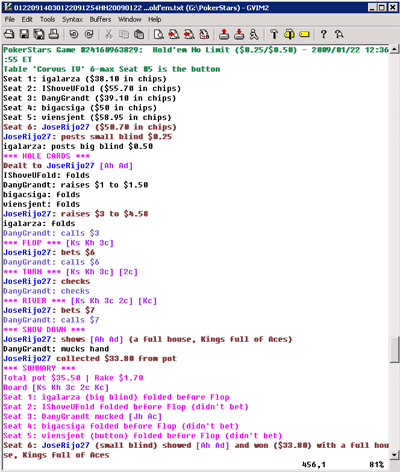 01220914030122091254HH20090122 ...old'em.txt (G:\PokerStars) - GVIM2
File Edit Tools Syntax Buffers Window Help
PokerStars Game #24160963829: Hold'em No Limit ($0.25/$0.50) - 2009/01/22 12:36
:55 ET
Table 'Corvus IV' 6-max Seat #5 is the button
Seat 1: igalarza ($38.10 in chips)
Seat 2: IShoveUFold ($55.70 in chips)
Seat 3: DanyGrandt ($39.10 in chips)
Seat 4: bigacsiga ($50 in chips)
Seat 5: viensjent ($58.95 in chips)
Seat 6: JoseRijo27 ($50.70 in chips)
JoseRijo27: posts small blind $0.25
igalarza: posts big blind $0.50
*** HOLE CARDS ***
Dealt to JoseRijo27 [Ah Ad]
IShoveUFold: folds
DanyGrandt: raises $1 to $1.50
bigacsiga: folds
viensjent: folds
JoseRijo27: raises $3 to $4.50
igalarza: folds
DanyGrandt: calls $3
*** FLOP *** [Ks Kh 3c]
JoseRijo27: bets $6
DanyGrandt: calls $6
*** TURN *** [Ks Kh 3c] [2c]
JoseRijo27: checks
DanyGrandt: checks
*** RIVER *** [Ks Kh 3c 2c] [Kc]
JoseRijo27: bets $7
DanyGrandt: calls $7
*** SHOW DOWN ***
JoseRijo27: shows [Ah Ad] (a full house, Kings full of Aces)
DanyGrandt: mucks hand
JoseRijo27 collected $33.80 from pot
*** SUMMARY ***
Total pot $35.50 | Rake $1.70
Board [Ks Kh 3c 2c Kc]
Seat 1: igalarza (big blind) folded before Flop
Seat 2: IShoveUFold folded before Flop (didn't bet)
Seat 3: DanyGrandt mucked [Jh Ac]
Seat 4: bigacsiga folded before Flop (didn't bet)
Seat 5: viensjent (button) folded before Flop (didn't bet)
Seat 6: JoseRijo27 (small blind) showed [Ah Ad] and won ($33.80) with a full hou
se, Kings full of Aces
456,1 81%